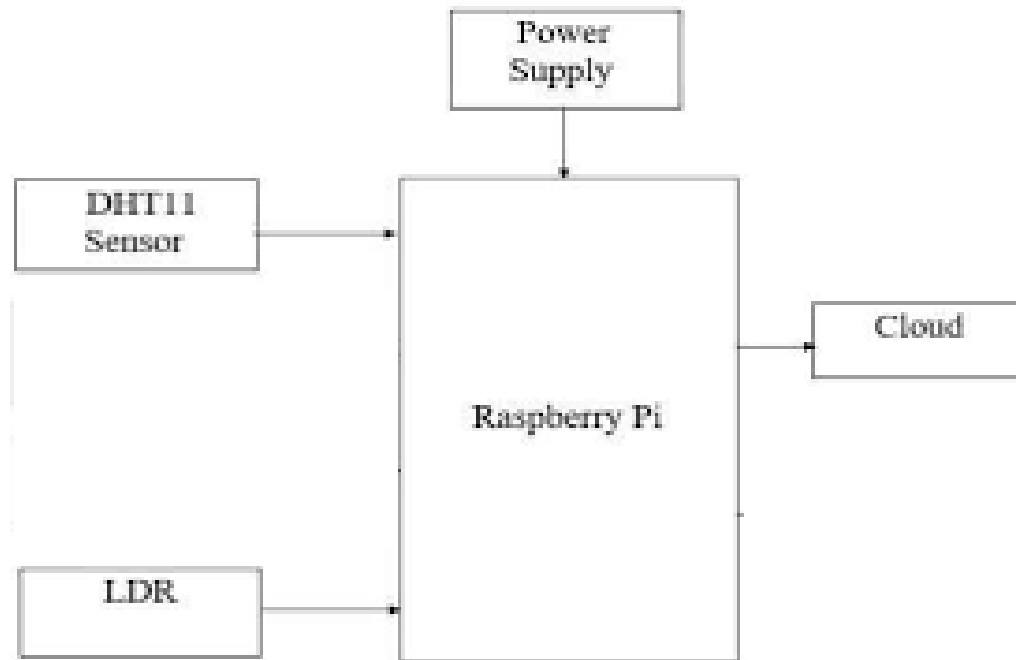 Power
Supply
DHT11
Sensor
Cloud
Raspberry Pi
LDR